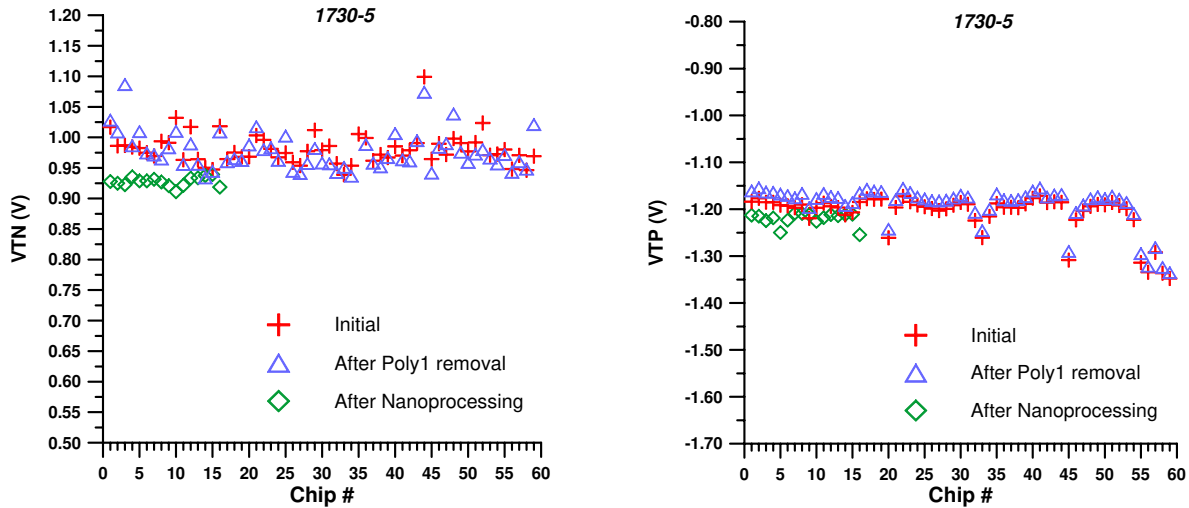 1730-5
VTN (V)
1.20
1.15
1.10
1.05
1.00
0.95
0.90
0.85
0.80
0.75
0.70
0.65
0.60
0.55
0.50
Initial
After Poly1 removal
After Nanoprocessing
0 5 10 15 20 25 30 35 40 45 50 55 60
Chip #
1730-5
VTP (V)
-0.80
-0.90
-1.00
-1.10
-1.20
-1.30
-1.40
-1.50
-1.60
-1.70
Initial
After Poly1 removal
After Nanoprocessing
0 5 10 15 20 25 30 35 40 45 50 55 60
Chip #